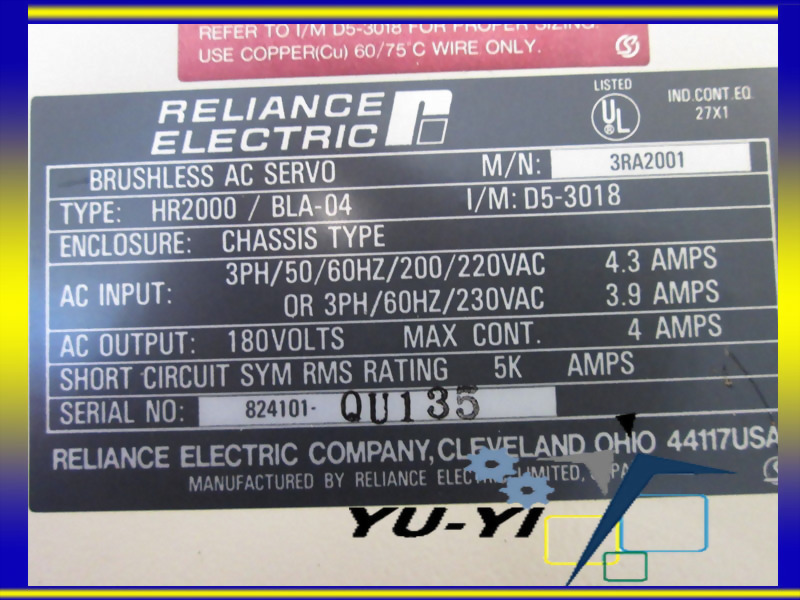 REFER TO I/M D5-3018 FOR PROPER SIZING.
USE COPPER(Cu) 60/75°C WIRE ONLY.
RELIANCE
ELECTRIC
LISTED
UL
®
IND.CONT.EQ.
27X1
BRUSHLESS AC SERVO M/N: 3RA2001
TYPE: HR2000 / BLA-04 I/M: D5-3018
ENCLOSURE: CHASSIS TYPE
AC INPUT: 3PH/50/60HZ/200/220VAC 4.3 AMPS
OR 3PH/60HZ/230VAC 3.9 AMPS
AC OUTPUT: 180VOLTS MAX CONT. 4 AMPS
SHORT CIRCUIT SYM RMS RATING 5K AMPS
SERIAL NO: 824101- QU135
RELIANCE ELECTRIC COMPANY, CLEVELAND OHIO 44117USA
MANUFACTURED BY RELIANCE LIMITED,
YU-YI